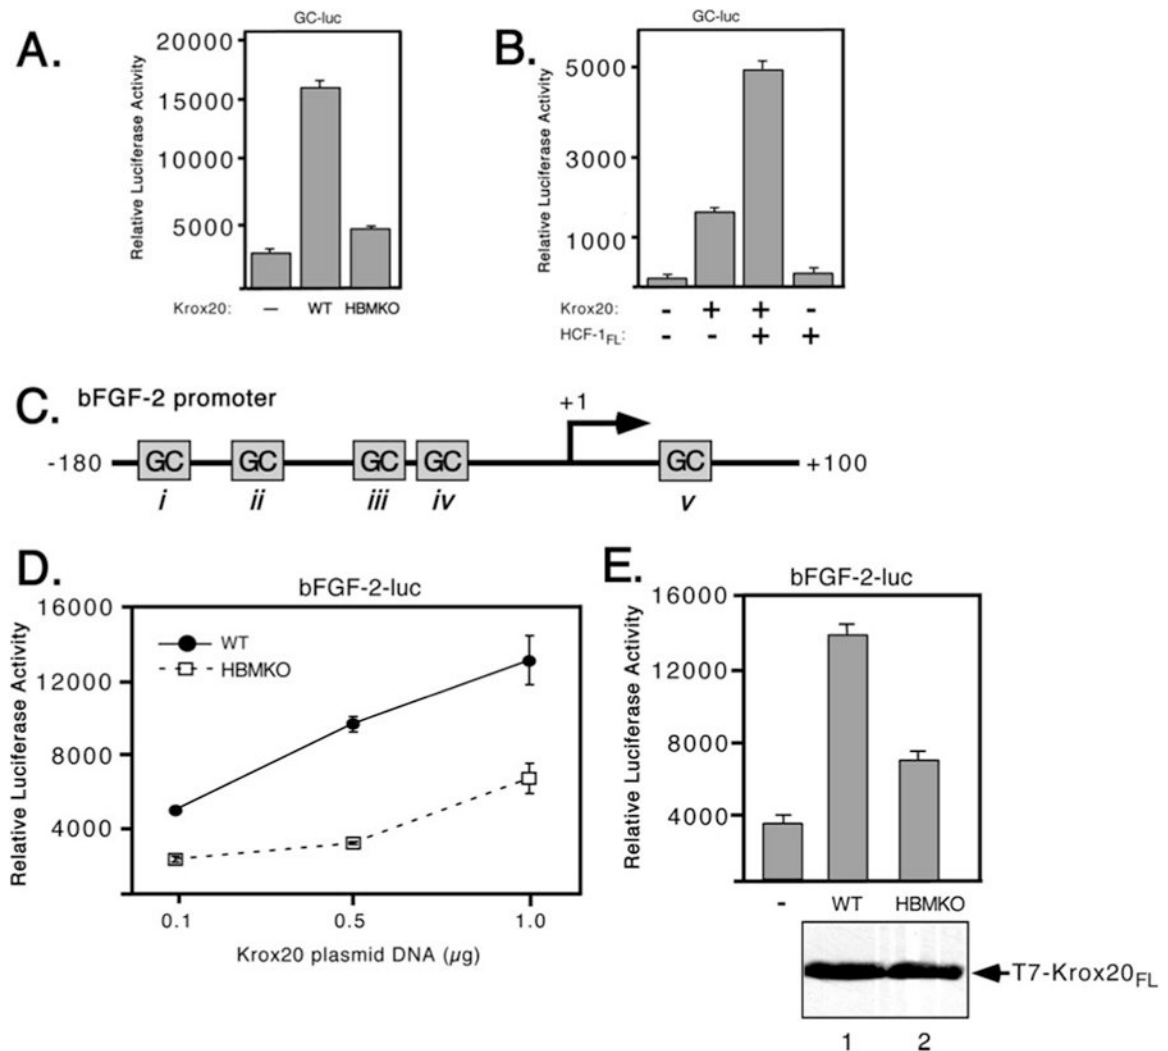 A.
GC-luc
Relative Luciferase Activity
20000
15000
10000
5000
Krox20: – WT HBMKO
B.
GC-luc
Relative Luciferase Activity
5000
3000
1000
Krox20: - + + -
HCF-1FL: - - + +
C. bFGF-2 promoter
+1
-180 GC GC GC GC GC +100
i ii iii iv v
D.
bFGF-2-luc
Relative Luciferase Activity
16000
12000
8000
4000
WT
HBMKO
0.1 0.5 1.0
Krox20 plasmid DNA (µg)
E.
bFGF-2-luc
Relative Luciferase Activity
16000
12000
8000
4000
- WT HBMKO
T7-Krox20FL
1 2